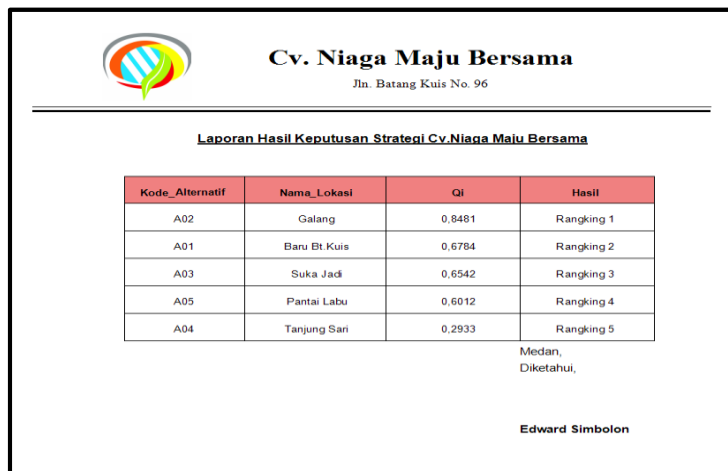 Cv. Niaga Maju Bersama
Jln. Batang Kuis No. 96
Laporan Hasil Keputusan Strategi Cv.Niaga Maju Bersama
Kode_Alternatif Nama_Lokasi Qi Hasil
A02 Galang 0,8481 Rangking 1
A01 Baru Bt.Kuis 0,6784 Rangking 2
A03 Suka Jadi 0,6542 Rangking 3
A05 Pantai Labu 0,6012 Rangking 4
A04 Tanjung Sari 0,2933 Rangking 5
Medan,
Diketahui,
Edward Simbolon